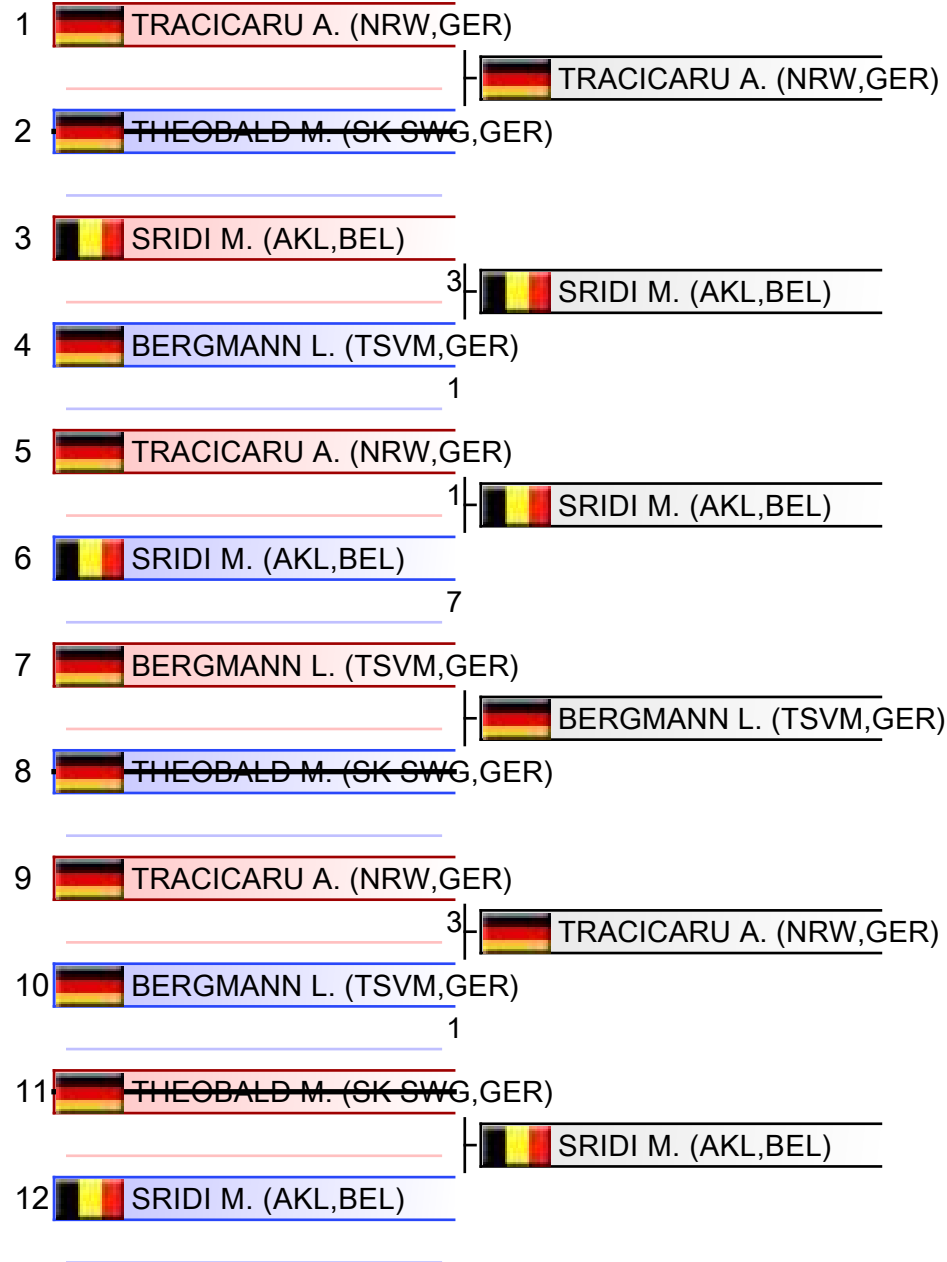 1 TRACICARU A. (NRW,GER)
TRACICARU A. (NRW,GER)
2 THEOBALD M. (SK SWG,GER)
3 SRIDI M. (AKL,BEL)
3 SRIDI M. (AKL,BEL)
4 BERGMANN L. (TSVM,GER)
1
5 TRACICARU A. (NRW,GER)
1 SRIDI M. (AKL,BEL)
6 SRIDI M. (AKL,BEL)
7
7 BERGMANN L. (TSVM,GER)
BERGMANN L. (TSVM,GER)
8 THEOBALD M. (SK SWG,GER)
9 TRACICARU A. (NRW,GER)
3 TRACICARU A. (NRW,GER)
10 BERGMANN L. (TSVM,GER)
1
11 THEOBALD M. (SK SWG,GER)
SRIDI M. (AKL,BEL)
12 SRIDI M. (AKL,BEL)